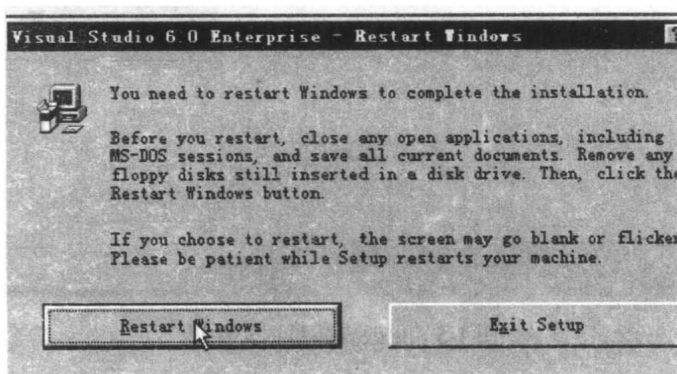 Visual Studio 6.0 Enterprise - Restart Windows
You need to restart Windows to complete the installation.
Before you restart, close any open applications, including
MS-DOS sessions, and save all current documents. Remove any
floppy disks still inserted in a disk drive. Then, click the
Restart Windows button.
If you choose to restart, the screen may go blank or flicker
Please be patient while Setup restarts your machine.
Restart Windows
Exit Setup